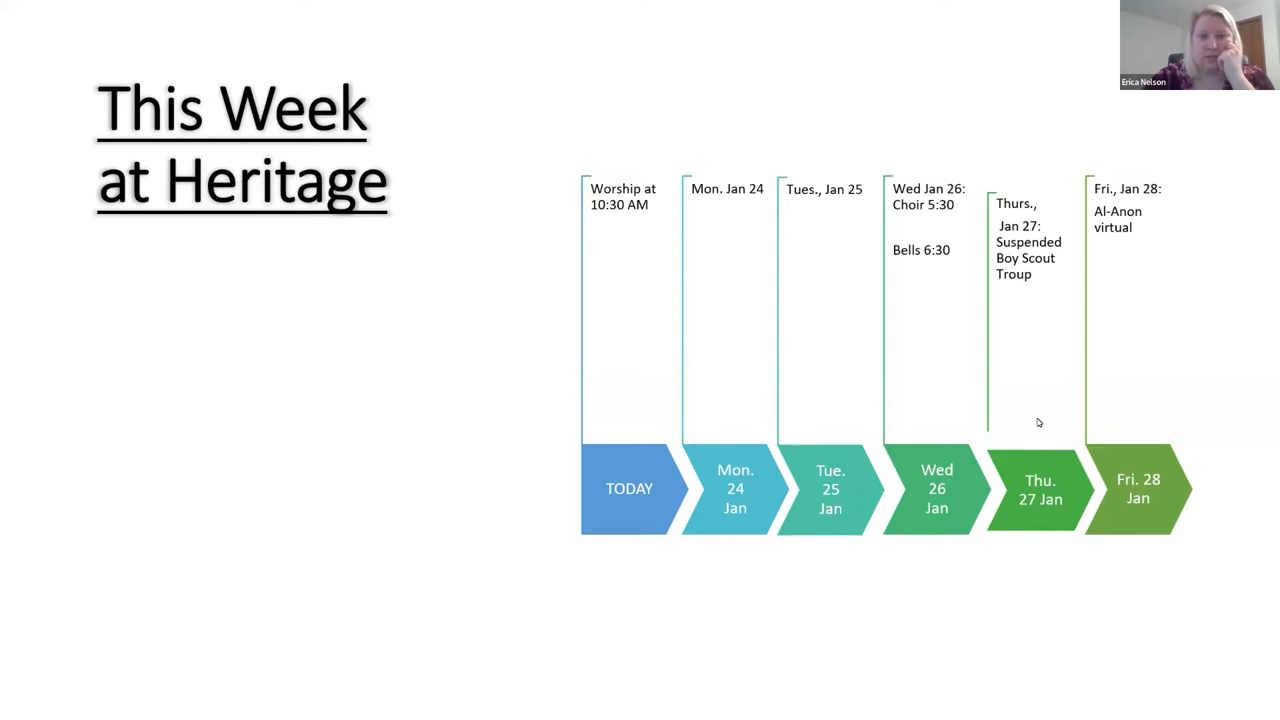 This Week
at Heritage
Erica Nelson
Worship at
10:30 AM
Mon. Jan 24
Tues., Jan 25
Wed Jan 26:
Choir 5:30
Bells 6:30
Thurs.,
Jan 27:
Suspended
Boy Scout
Troup
Fri., Jan 28:
Al-Anon
virtual
TODAY
Mon.
24
Jan
Tue.
25
Jan
Wed
26
Jan
Thu.
27 Jan
Fri. 28
Jan